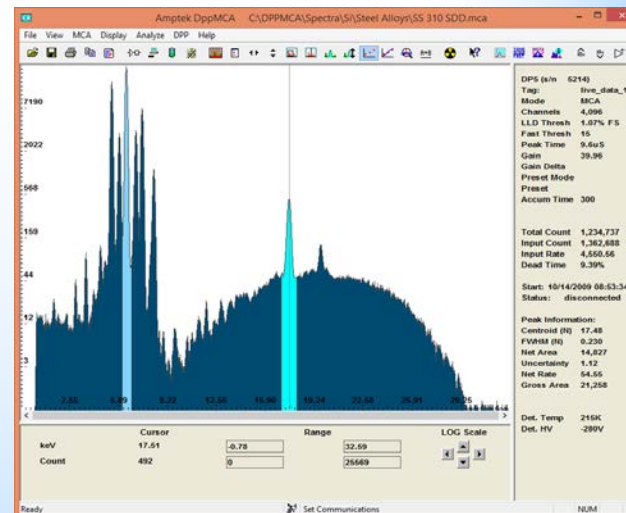 Amptek DppMCA    C:\DPPMCA\Spectra\Si\Steel Alloys\SS 310 SDD.mca
File View MCA Display Analyze DPP Help
7190
2022
568
159
44
12
3
2.55 5.89 9.22 12.56 15.90 19.24 22.58 25.91 29.25
DP5 (s/n 5214)
Tag: live_data_1
Mode MCA
Channels 4,096
LLD Thresh 1.07% FS
Fast Thresh 15
Peak Time 9.6uS
Gain 39.96
Gain Delta
Preset Mode
Preset
Accum Time 300
Total Count 1,234,737
Input Count 1,362,688
Input Rate 4,550.56
Dead Time 9.39%
Start: 10/14/2009 08:53:34
Status: disconnected
Peak Information:
Centroid (N) 17.48
FWHM (N) 0.230
Net Area 14,827
Uncertainty 1.12
Net Rate 54.55
Gross Area 21,258
Det. Temp 215K
Det. HV -280V
Cursor Range LOG Scale
keV 17.51 -0.78 32.59
Count 492 0 25569
Ready Set Communications NUM